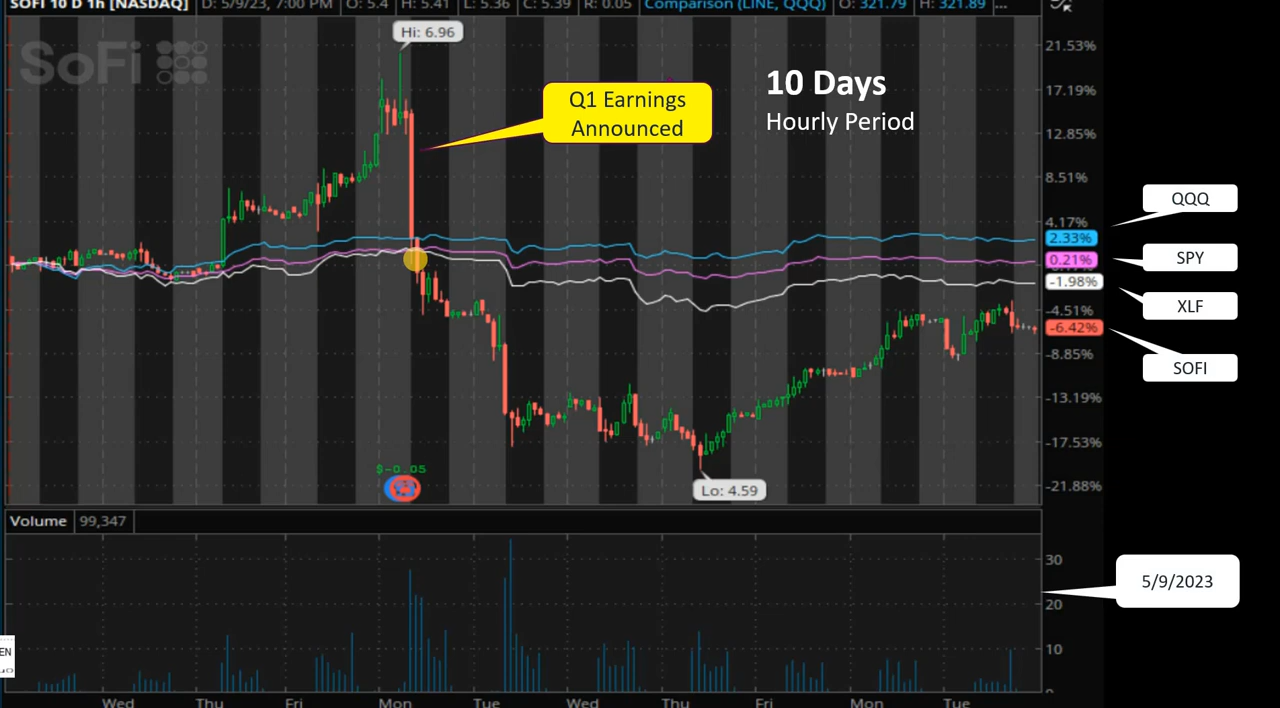 SOFI 10 D 1h [NASDAQ] D: 5/9/23, 7:00 PM O: 5.4 H: 5.41 L: 5.36 C: 5.39 R: 0.05 Comparison (LINE, QQQ) O: 321.79 H: 321.89 ...
SoFi
Hi: 6.96
Q1 Earnings
Announced
10 Days
Hourly Period
21.53%
17.19%
12.85%
8.51%
4.17%
2.33%
0.21%
-1.98%
-4.51%
-6.42%
-8.85%
-13.19%
-17.53%
-21.88%
QQQ
SPY
XLF
SOFI
$-0.05
Lo: 4.59
Volume 99,347
30
20
10
5/9/2023
EN
Wed Thu Fri Mon Tue Wed Thu Fri Mon Tue